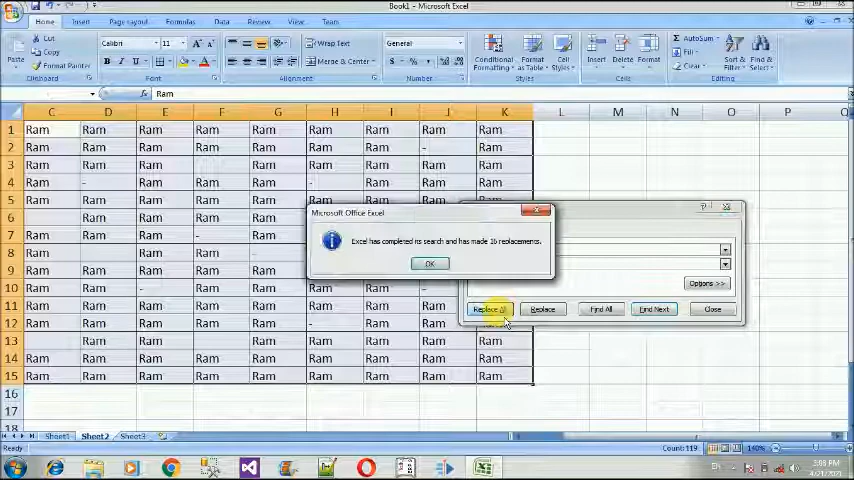 Book1 - Microsoft Excel
Home Insert Page Layout Formulas Data Review View Team
Cut
Copy
Paste
Calibri 11
Wrap Text
Merge & Center
General
Conditional Formatting
Format as Table
Cell Styles
Insert
Delete
Format
AutoSum
Fill
Clear
Sort & Filter
Find & Select
Clipboard Font Alignment Number Styles Cells Editing
Ram
C D E F G H I J K L M N O P
1 Ram Ram Ram Ram Ram Ram Ram Ram Ram
2 Ram Ram Ram Ram Ram Ram Ram - Ram
3 Ram Ram Ram Ram Ram Ram Ram Ram
4 Ram - Ram Ram Ram - Ram Ram Ram
5 Ram Ram Ram Ram Ram
6 Ram Ram Ram Ram
7 Ram Ram Ram - Ram
8 Ram Ram -
9 Ram Ram Ram Ram Ram
10 Ram Ram - Ram Ram
11 Ram Ram Ram Ram Ram Ram Ram Ram
12 Ram Ram Ram Ram Ram - Ram Ram Ram
13 Ram Ram Ram Ram Ram Ram Ram
14 Ram Ram Ram Ram Ram Ram Ram Ram Ram
15 Ram Ram Ram Ram Ram Ram Ram Ram Ram
16
17
18
Microsoft Office Excel
Excel has completed its search and has made 16 replacements.
OK
Options >>
Replace All Replace Find All Find Next Close
Sheet1 Sheet2 Sheet3
Ready Count: 119 140%
EN